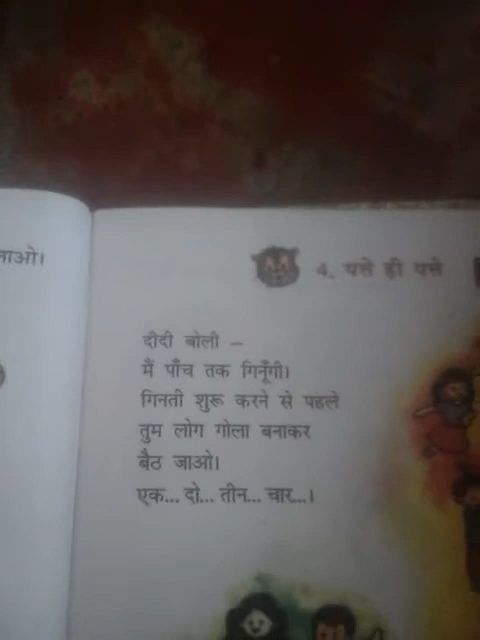 नाओ।
4. पत्ते ही पत्ते
दीदी बोली –
मैं पाँच तक गिनूँगी।
गिनती शुरू करने से पहले
तुम लोग गोला बनाकर
बैठ जाओ।
एक... दो... तीन... चार...।